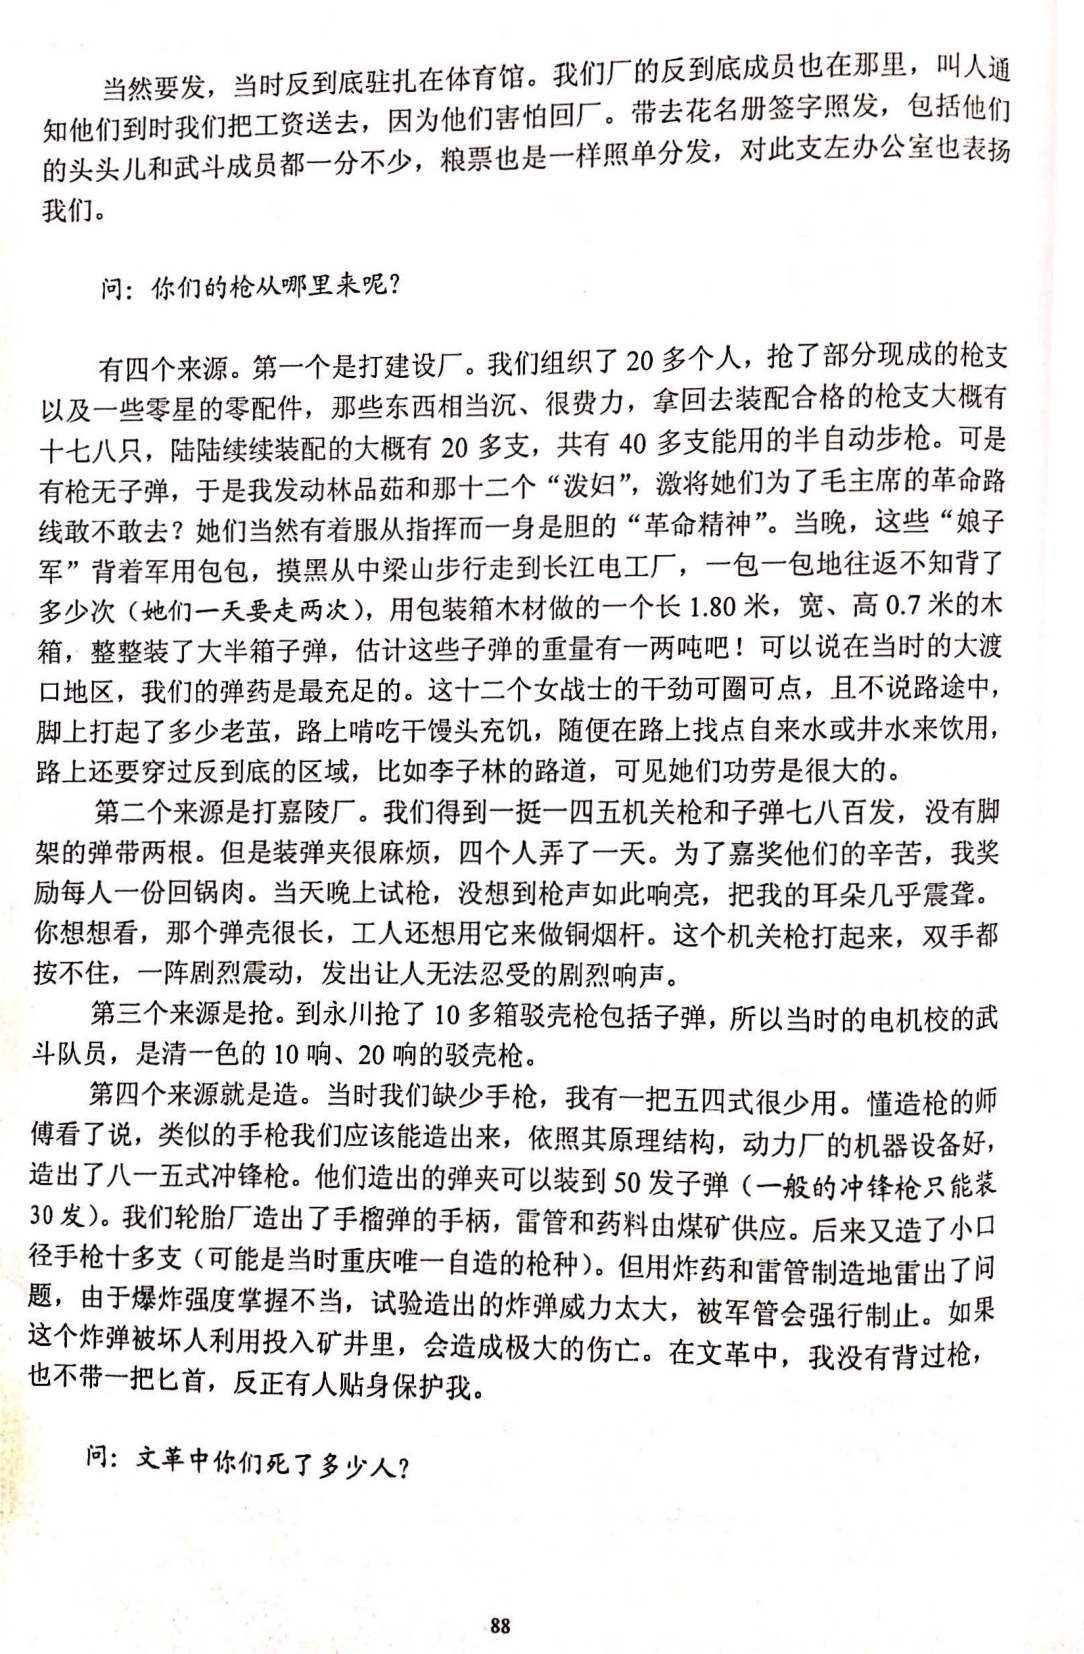 当然要发，当时反到底驻扎在体育馆。我们厂的反到底成员也在那里，叫人通
知他们到时我们把工资送去，因为他们害怕回厂。带去花名册签字照发，包括他们
的头头儿和武斗成员都一分不少，粮票也是一样照单分发，对此支左办公室也表扬
我们。
问：你们的枪从哪里来呢？
有四个来源。第一个是打建设厂。我们组织了 20 多个人，抢了部分现成的枪支
以及一些零星的零配件，那些东西相当沉、很费力，拿回去装配合格的枪支大概有
十七八只，陆陆续续装配的大概有 20 多支，共有 40 多支能用的半自动步枪。可是
有枪无子弹，于是我发动林品茹和那十二个“泼妇”，激将她们为了毛主席的革命路
线敢不敢去？她们当然有着服从指挥而一身是胆的“革命精神”。当晚，这些“娘子
军”背着军用包包，摸黑从中梁山步行走到长江电工厂，一包一包地往返不知背了
多少次（她们一天要走两次），用包装箱木材做的一个长 1.80 米，宽、高 0.7 米的木
箱，整整装了大半箱子弹，估计这些子弹的重量有一两吨吧！可以说在当时的大渡
口地区，我们的弹药是最充足的。这十二个女战士的干劲可圈可点，且不说路途中，
脚上打起了多少老茧，路上啃吃干馒头充饥，随便在路上找点自来水或井水来饮用，
路上还要穿过反到底的区域，比如李子林的路道，可见她们功劳是很大的。
第二个来源是打嘉陵厂。我们得到一挺一四五机关枪和子弹七八百发，没有脚
架的弹带两根。但是装弹夹很麻烦，四个人弄了一天。为了嘉奖他们的辛苦，我奖
励每人一份回锅肉。当天晚上试枪，没想到枪声如此响亮，把我的耳朵几乎震聋。
你想想看，那个弹壳很长，工人还想用它来做铜烟杆。这个机关枪打起来，双手都
按不住，一阵剧烈震动，发出让人无法忍受的剧烈响声。
第三个来源是抢。到永川抢了 10 多箱驳壳枪包括子弹，所以当时的电机校的武
斗队员，是清一色的 10 响、20 响的驳壳枪。
第四个来源就是造。当时我们缺少手枪，我有一把五四式很少用。懂造枪的师
傅看了说，类似的手枪我们应该能造出来，依照其原理结构，动力厂的机器设备好，
造出了八一五式冲锋枪。他们造出的弹夹可以装到 50 发子弹（一般的冲锋枪只能装
30 发）。我们轮胎厂造出了手榴弹的手柄，雷管和药料由煤矿供应。后来又造了小口
径手枪十多支（可能是当时重庆唯一自造的枪种）。但用炸药和雷管制造地雷出了问
题，由于爆炸强度掌握不当，试验造出的炸弹威力太大，被军管会强行制止。如果
这个炸弹被坏人利用投入矿井里，会造成极大的伤亡。在文革中，我没有背过枪，
也不带一把匕首，反正有人贴身保护我。
问：文革中你们死了多少人？
88